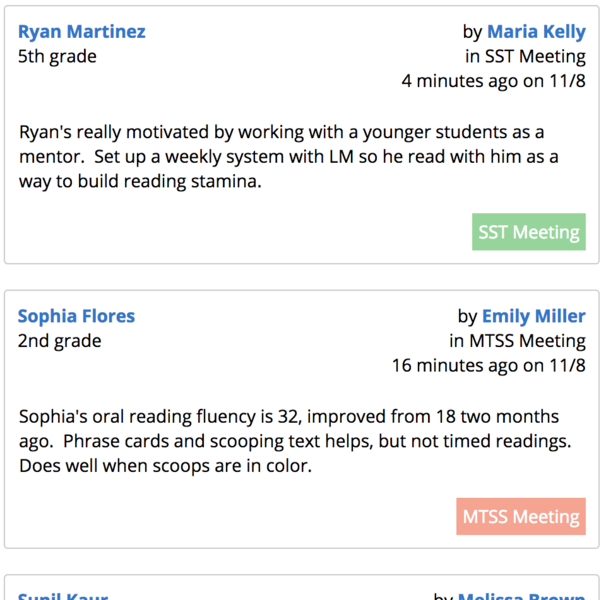 Ryan Martinez by Maria Kelly
5th grade in SST Meeting
4 minutes ago on 11/8
Ryan's really motivated by working with a younger students as a
mentor.  Set up a weekly system with LM so he read with him as a
way to build reading stamina.
SST Meeting
Sophia Flores by Emily Miller
2nd grade in MTSS Meeting
16 minutes ago on 11/8
Sophia's oral reading fluency is 32, improved from 18 two months
ago.  Phrase cards and scooping text helps, but not timed readings.
Does well when scoops are in color.
MTSS Meeting
Sunil Kaur by Melissa Brown